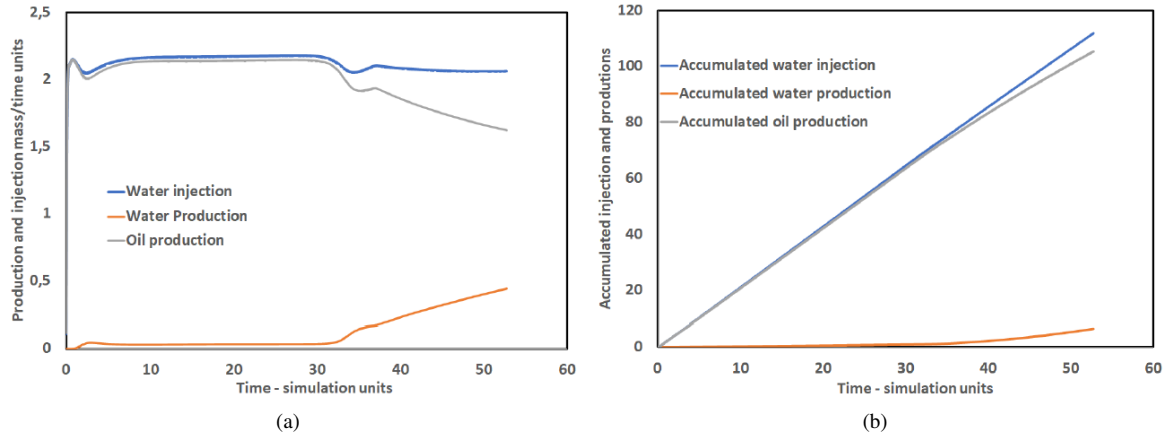 Production and injection mass/time units
2,5
2
1,5
1
0,5
0
Water injection
Water Production
Oil production
0
10
20
30
40
50
60
Time - simulation units
(a)
Accumulated injection and produtions
120
100
80
60
40
20
0
Accumulated water injection
Accumulated water production
Accumulated oil production
0
10
20
30
40
50
60
Time - simulation units
(b)